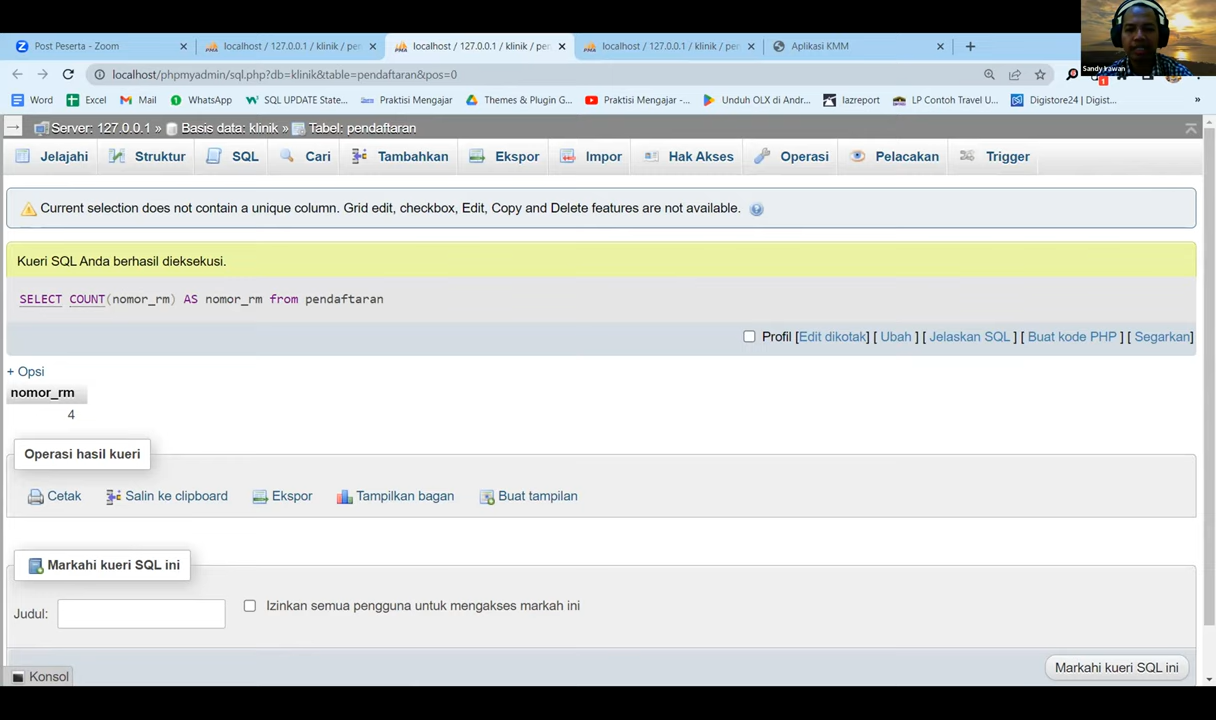 Post Peserta - Zoom
localhost / 127.0.0.1 / klinik / pe
localhost / 127.0.0.1 / klinik / pe
localhost / 127.0.0.1 / klinik / pe
Aplikasi KMM
localhost/phpmyadmin/sql.php?db=klinik&table=pendaftaran&pos=0
Sandy Irawan
1
Word Excel Mail WhatsApp SQL UPDATE State... Praktisi Mengajar Themes & Plugin G... Praktisi Mengajar -... Unduh OLX di Andr... lazreport LP Contoh Travel U... Digistore24 | Digist... »
Server: 127.0.0.1 » Basis data: klinik » Tabel: pendaftaran
Jelajahi Struktur SQL Cari Tambahkan Ekspor Impor Hak Akses Operasi Pelacakan Trigger
Current selection does not contain a unique column. Grid edit, checkbox, Edit, Copy and Delete features are not available.
Kueri SQL Anda berhasil dieksekusi.
SELECT COUNT(nomor_rm) AS nomor_rm from pendaftaran
Profil [Edit dikotak] [ Ubah ] [ Jelaskan SQL ] [ Buat kode PHP ] [ Segarkan]
+ Opsi
nomor_rm
4
Operasi hasil kueri
Cetak Salin ke clipboard Ekspor Tampilkan bagan Buat tampilan
Markahi kueri SQL ini
Judul: Izinkan semua pengguna untuk mengakses markah ini
Konsol
Markahi kueri SQL ini